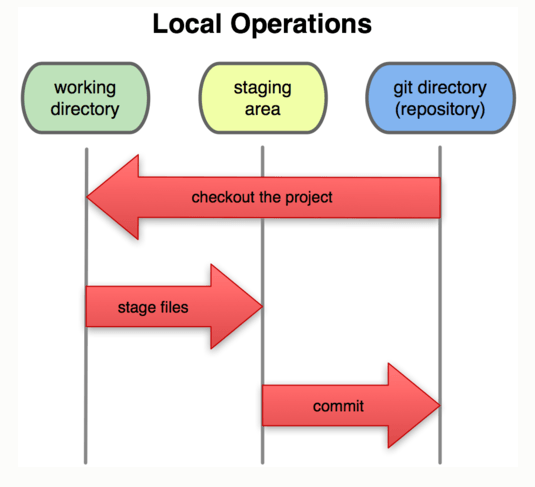 Local Operations
working
directory
staging
area
git directory
(repository)
checkout the project
stage files
commit